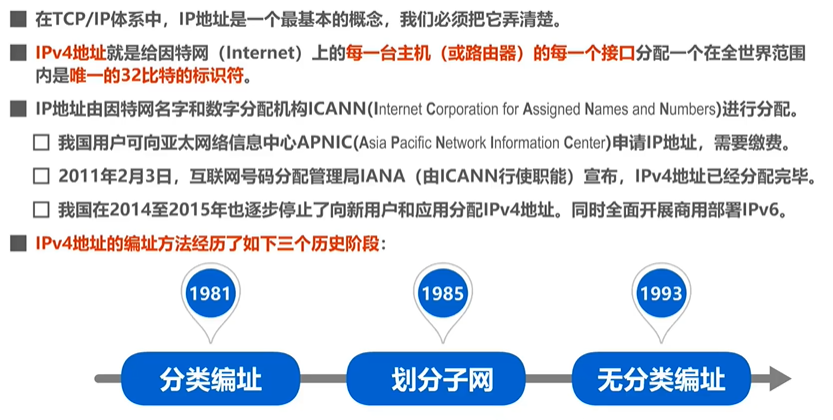 在TCP/IP体系中，IP地址是一个最基本的概念，我们必须把它弄清楚。
IPv4地址就是给因特网（Internet）上的每一台主机（或路由器）的每一个接口分配一个在全世界范围
内是唯一的32比特的标识符。
IP地址由因特网名字和数字分配机构ICANN(Internet Corporation for Assigned Names and Numbers)进行分配。
我国用户可向亚太网络信息中心APNIC(Asia Pacific Network Information Center)申请IP地址，需要缴费。
2011年2月3日，互联网号码分配管理局IANA（由ICANN行使职能）宣布，IPv4地址已经分配完毕。
我国在2014至2015年也逐步停止了向新用户和应用分配IPv4地址。同时全面开展商用部署IPv6。
IPv4地址的编址方法经历了如下三个历史阶段：
1981 1985 1993
分类编址 划分子网 无分类编址